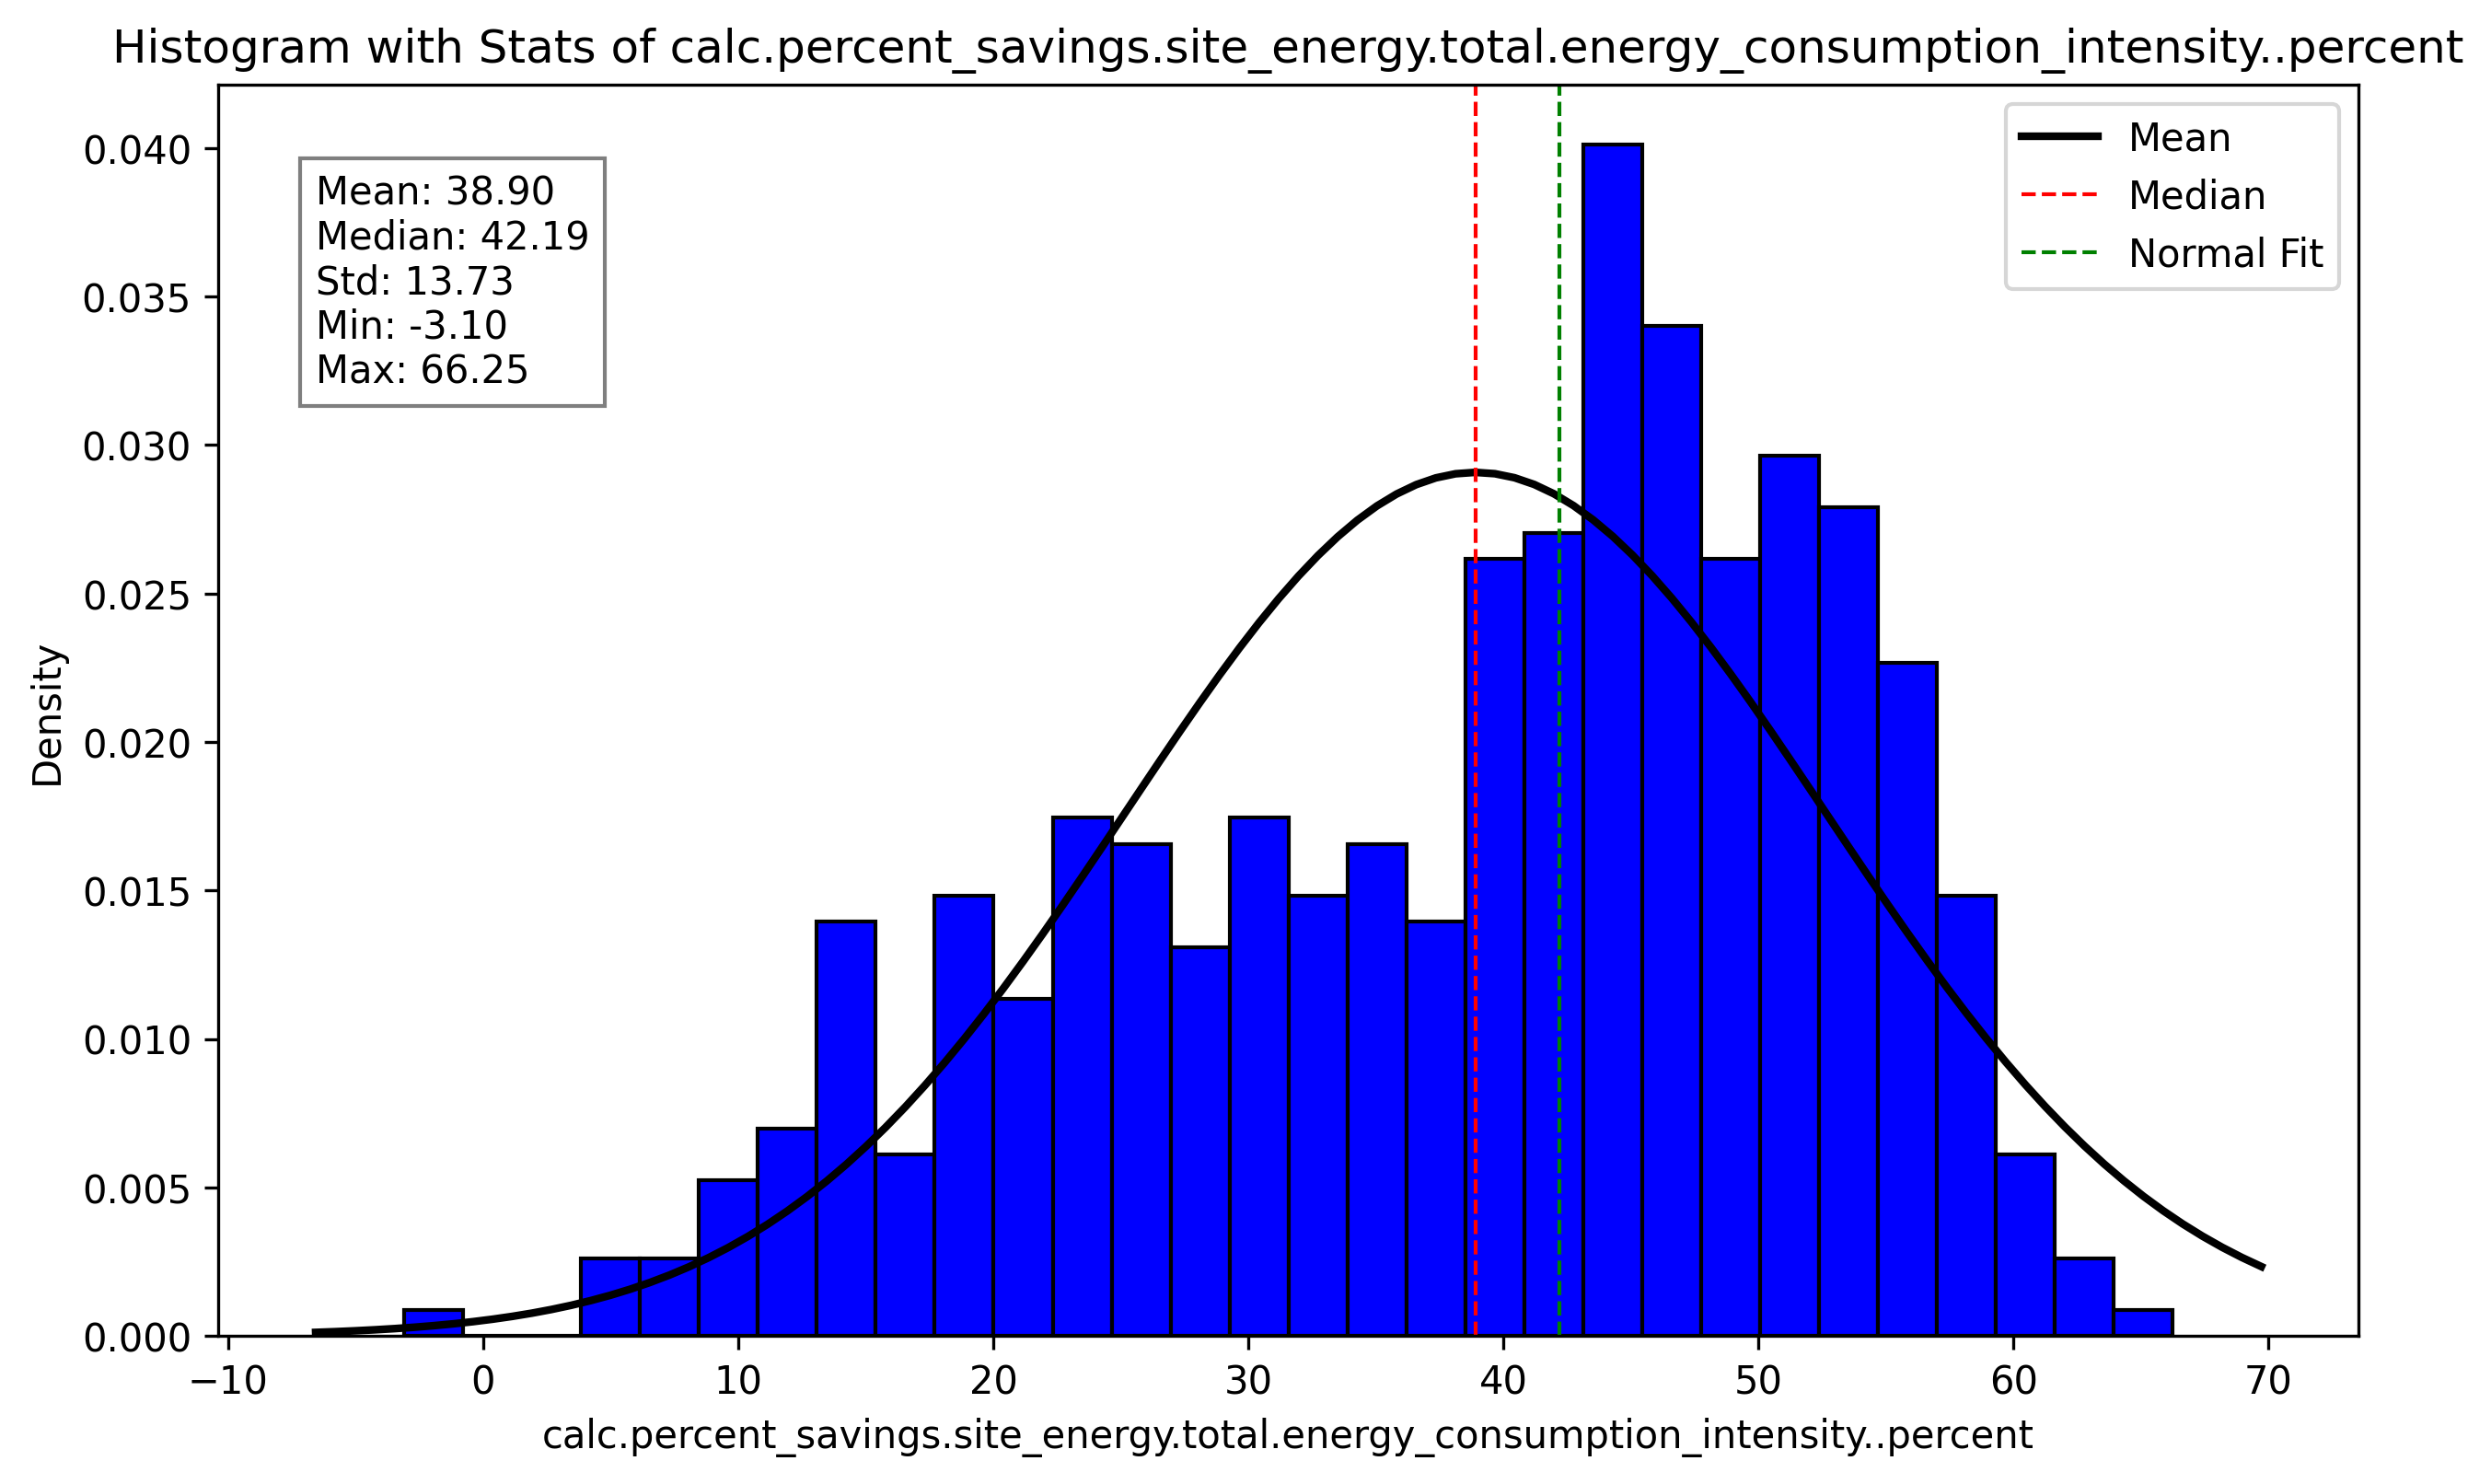 Histogram with Stats of calc.percent_savings.site_energy.total.energy_consumption_intensity..percent
Mean: 38.90
Median: 42.19
Std: 13.73
Min: -3.10
Max: 66.25
Mean
Median
Normal Fit
0.040
0.035
0.030
0.025
0.020
0.015
0.010
0.005
0.000
Density
−10 0 10 20 30 40 50 60 70
calc.percent_savings.site_energy.total.energy_consumption_intensity..percent